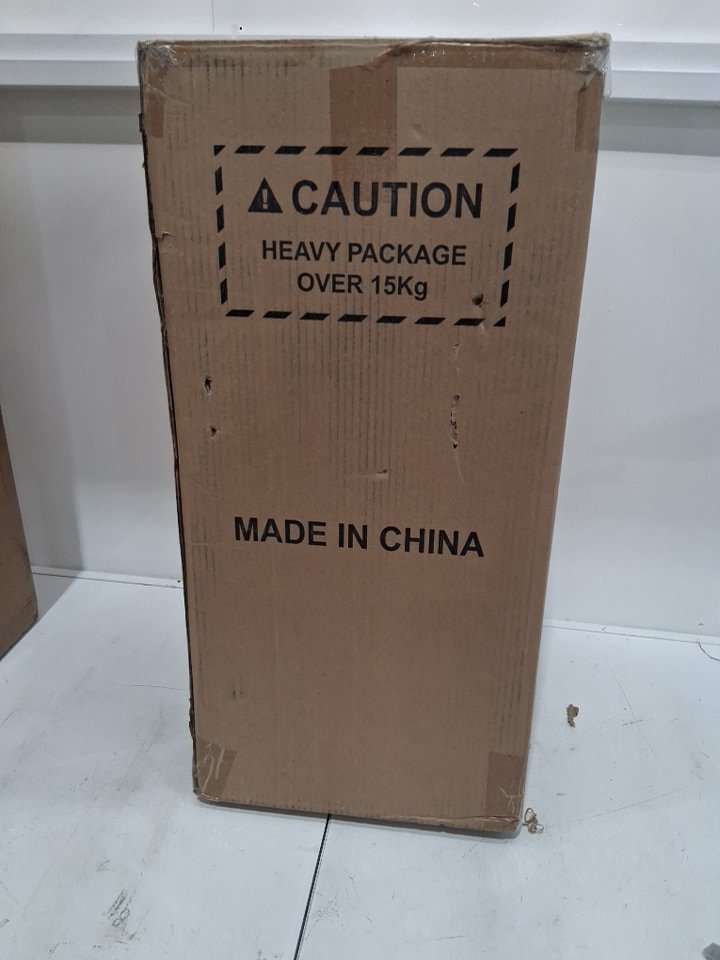 CAUTION
HEAVY PACKAGE
OVER 15Kg
MADE IN CHINA